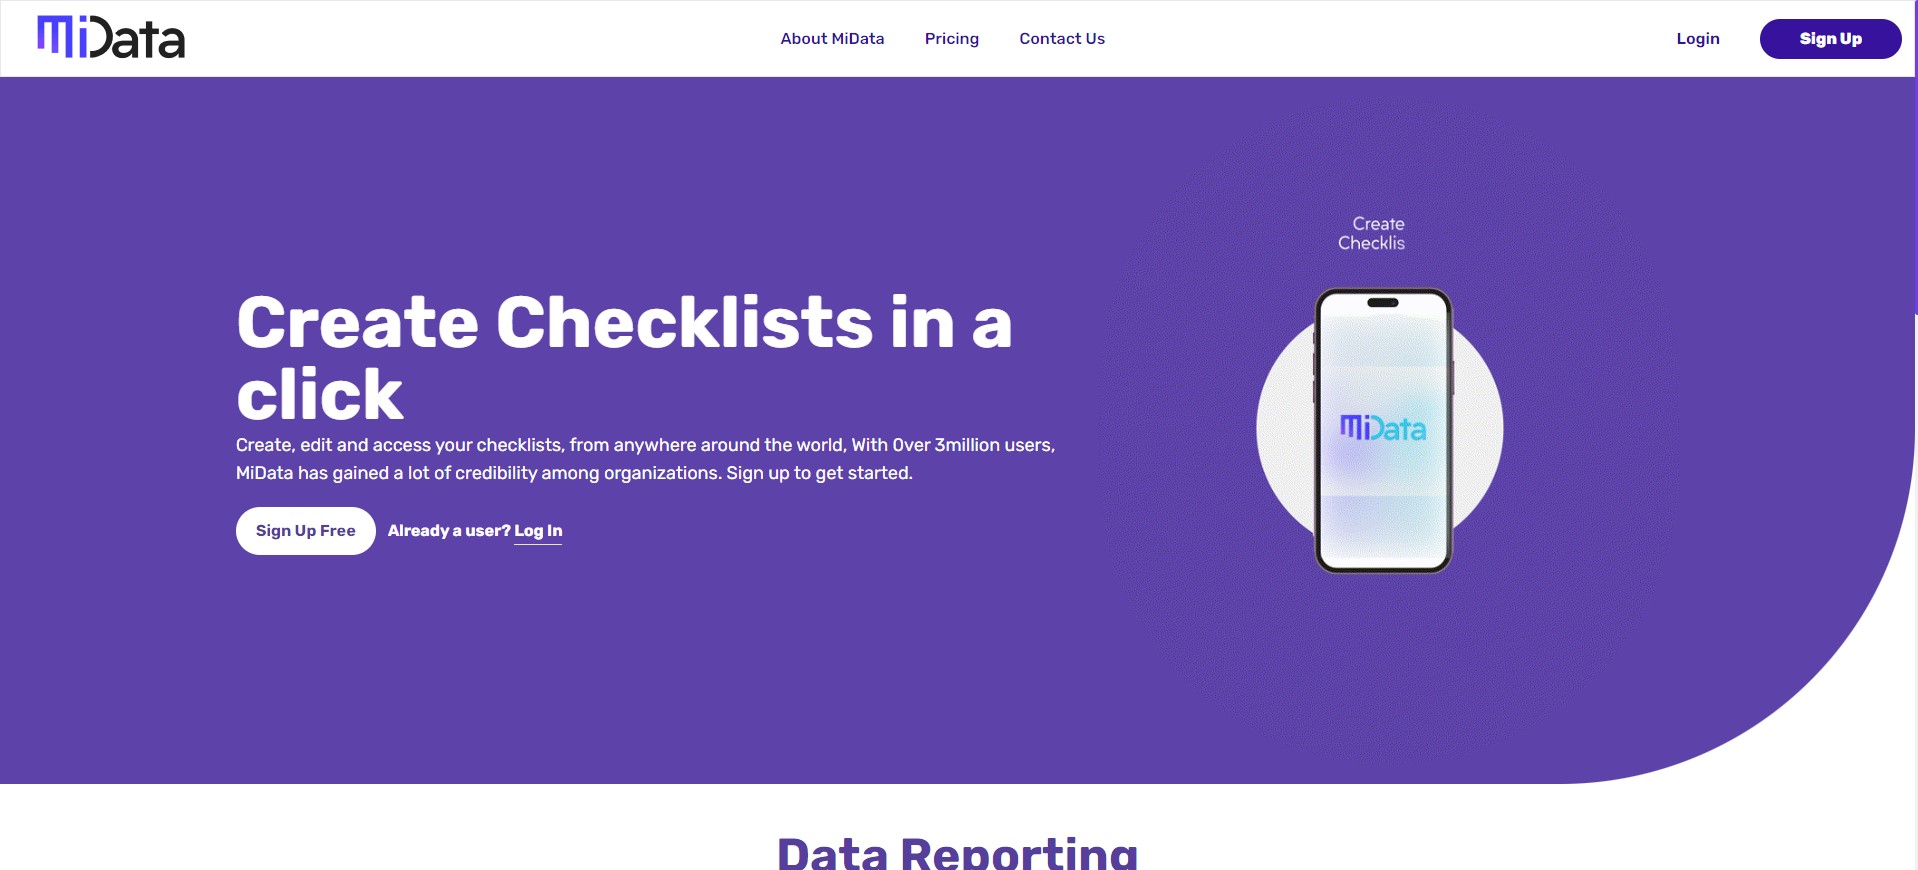 MiData
About MiData
Pricing
Contact Us
Login
Sign Up
Create Checklists in a
click
Create, edit and access your checklists, from anywhere around the world, With Over 3million users,
MiData has gained a lot of credibility among organizations. Sign up to get started.
Sign Up Free
Already a user? Log In
Create
Checklis
MiData
Data Reporting